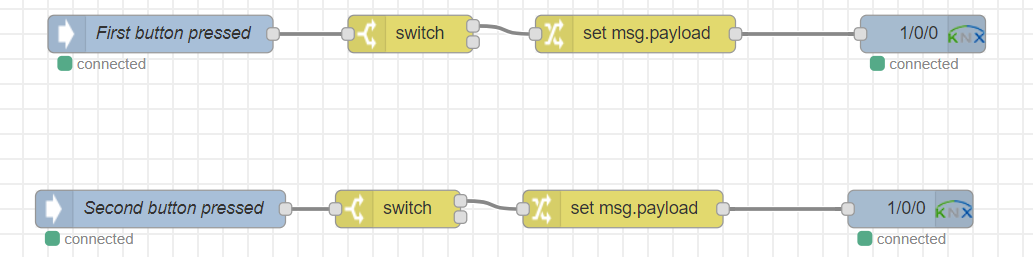 First button pressed
switch
set msg.payload
1/0/0
KNX
connected
connected
Second button pressed
switch
set msg.payload
1/0/0
KNX
connected
connected